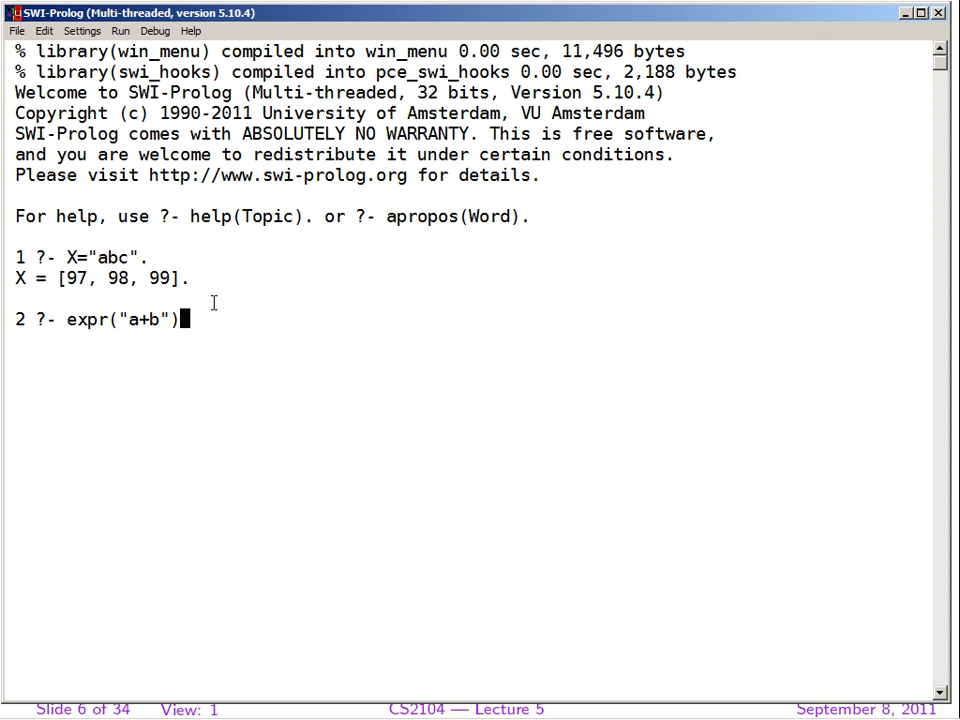 SWI-Prolog (Multi-threaded, version 5.10.4)
File Edit Settings Run Debug Help
% library(win_menu) compiled into win_menu 0.00 sec, 11,496 bytes
% library(swi_hooks) compiled into pce_swi_hooks 0.00 sec, 2,188 bytes
Welcome to SWI-Prolog (Multi-threaded, 32 bits, Version 5.10.4)
Copyright (c) 1990-2011 University of Amsterdam, VU Amsterdam
SWI-Prolog comes with ABSOLUTELY NO WARRANTY. This is free software,
and you are welcome to redistribute it under certain conditions.
Please visit http://www.swi-prolog.org for details.
For help, use ?- help(Topic). or ?- apropos(Word).
1 ?- X="abc".
X = [97, 98, 99].
2 ?- expr("a+b")
Slide 6 of 34 View: 1 CS2104 — Lecture 5 September 8, 2011